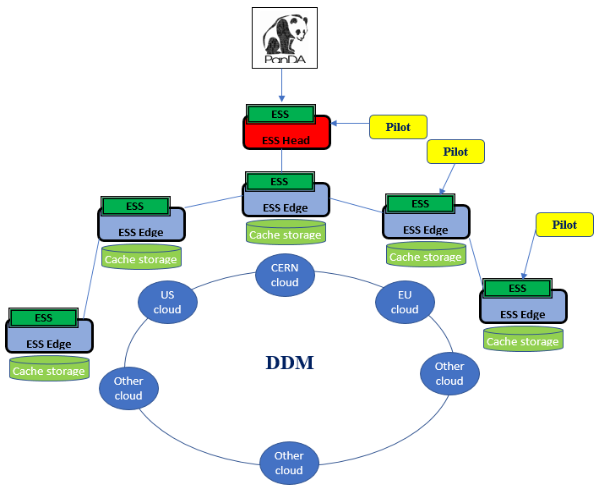 PanDA
ESS
ESS Head
Pilot
Pilot
ESS
ESS Edge
Cache storage
ESS
ESS Edge
Cache storage
ESS
ESS Edge
Cache storage
Pilot
ESS
ESS Edge
Cache storage
ESS
ESS Edge
Cache storage
CERN
cloud
US
cloud
EU
cloud
DDM
Other
cloud
Other
cloud
Other
cloud